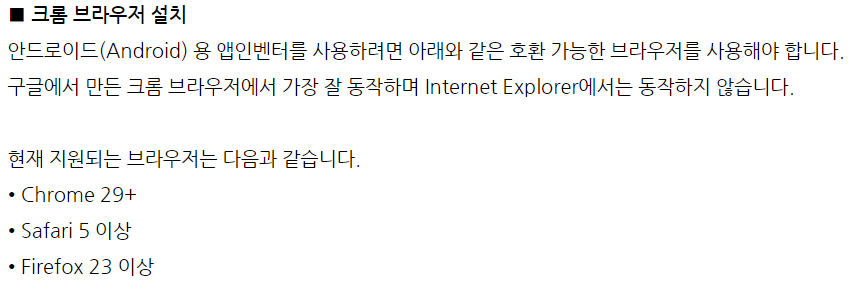 ■ 크롬 브라우저 설치
안드로이드(Android) 용 앱인벤터를 사용하려면 아래와 같은 호환 가능한 브라우저를 사용해야 합니다.
구글에서 만든 크롬 브라우저에서 가장 잘 동작하며 Internet Explorer에서는 동작하지 않습니다.
현재 지원되는 브라우저는 다음과 같습니다.
• Chrome 29+
• Safari 5 이상
• Firefox 23 이상